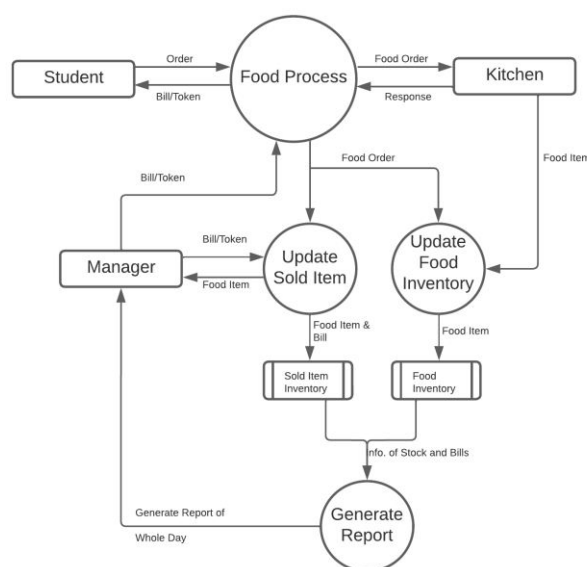 Order
Food Order
Student
Food Process
Kitchen
Bill/Token
Response
Food Item
Bill/Token
Food Order
Bill/Token
Manager
Update
Sold Item
Update
Food
Inventory
Food Item
Food Item &
Bill
Food Item
Sold Item
Inventory
Food
Inventory
Info. of Stock and Bills
Generate Report of
Whole Day
Generate
Report